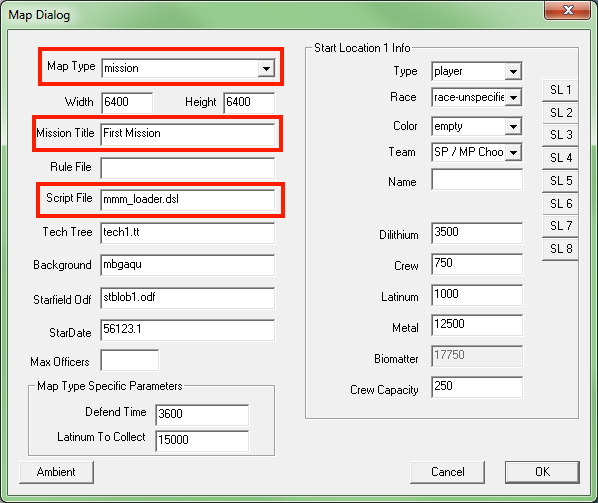 Map Dialog
Map Type mission
Width 6400 Height 6400
Mission Title First Mission
Rule File
Script File mmm_loader.dsl
Tech Tree tech1.tt
Background mbgaqu
Starfield Odf stblob1.odf
StarDate 56123.1
Max Officers
Map Type Specific Parameters
Defend Time 3600
Latinum To Collect 15000
Ambient
Start Location 1 Info
Type player
Race race-unspecifie
Color empty
Team SP / MP Choo
Name
Dilithium 3500
Crew 750
Latinum 1000
Metal 12500
Biomatter 17750
Crew Capacity 250
SL 1
SL 2
SL 3
SL 4
SL 5
SL 6
SL 7
SL 8
Cancel
OK